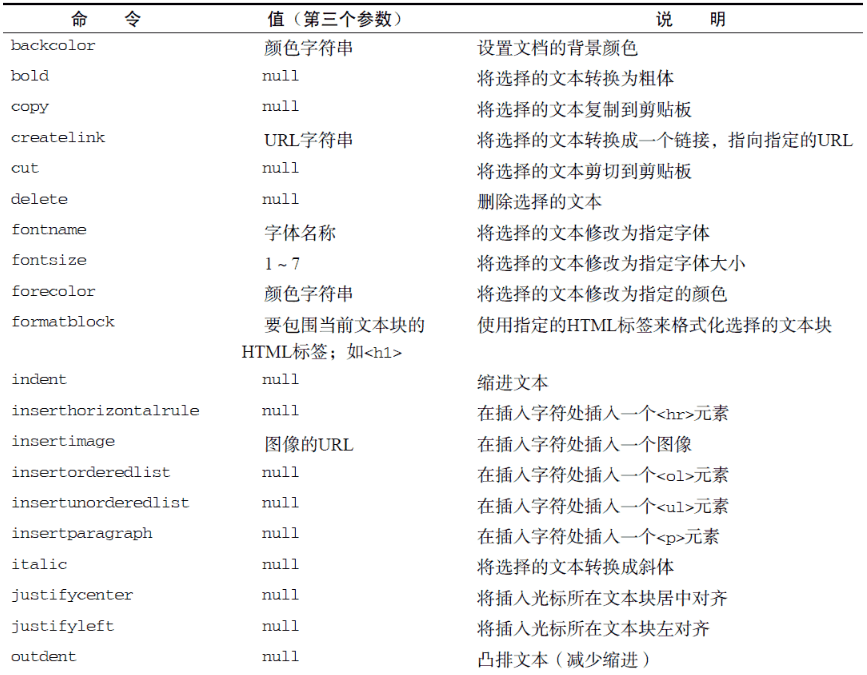 命 令 值（第三个参数） 说 明
backcolor 颜色字符串 设置文档的背景颜色
bold null 将选择的文本转换为粗体
copy null 将选择的文本复制到剪贴板
createlink URL字符串 将选择的文本转换成一个链接，指向指定的URL
cut null 将选择的文本剪切到剪贴板
delete null 删除选择的文本
fontname 字体名称 将选择的文本修改为指定字体
fontsize 1~7 将选择的文本修改为指定字体大小
forecolor 颜色字符串 将选择的文本修改为指定的颜色
formatblock 要包围当前文本块的 使用指定的HTML标签来格式化选择的文本块
HTML标签；如<h1>
indent null 缩进文本
inserthorizontalrule null 在插入字符处插入一个<hr>元素
insertimage 图像的URL 在插入字符处插入一个图像
insertorderedlist null 在插入字符处插入一个<ol>元素
insertunorderedlist null 在插入字符处插入一个<ul>元素
insertparagraph null 在插入字符处插入一个<p>元素
italic null 将选择的文本转换成斜体
justifycenter null 将插入光标所在文本块居中对齐
justifyleft null 将插入光标所在文本块左对齐
outdent null 凸排文本（减少缩进）